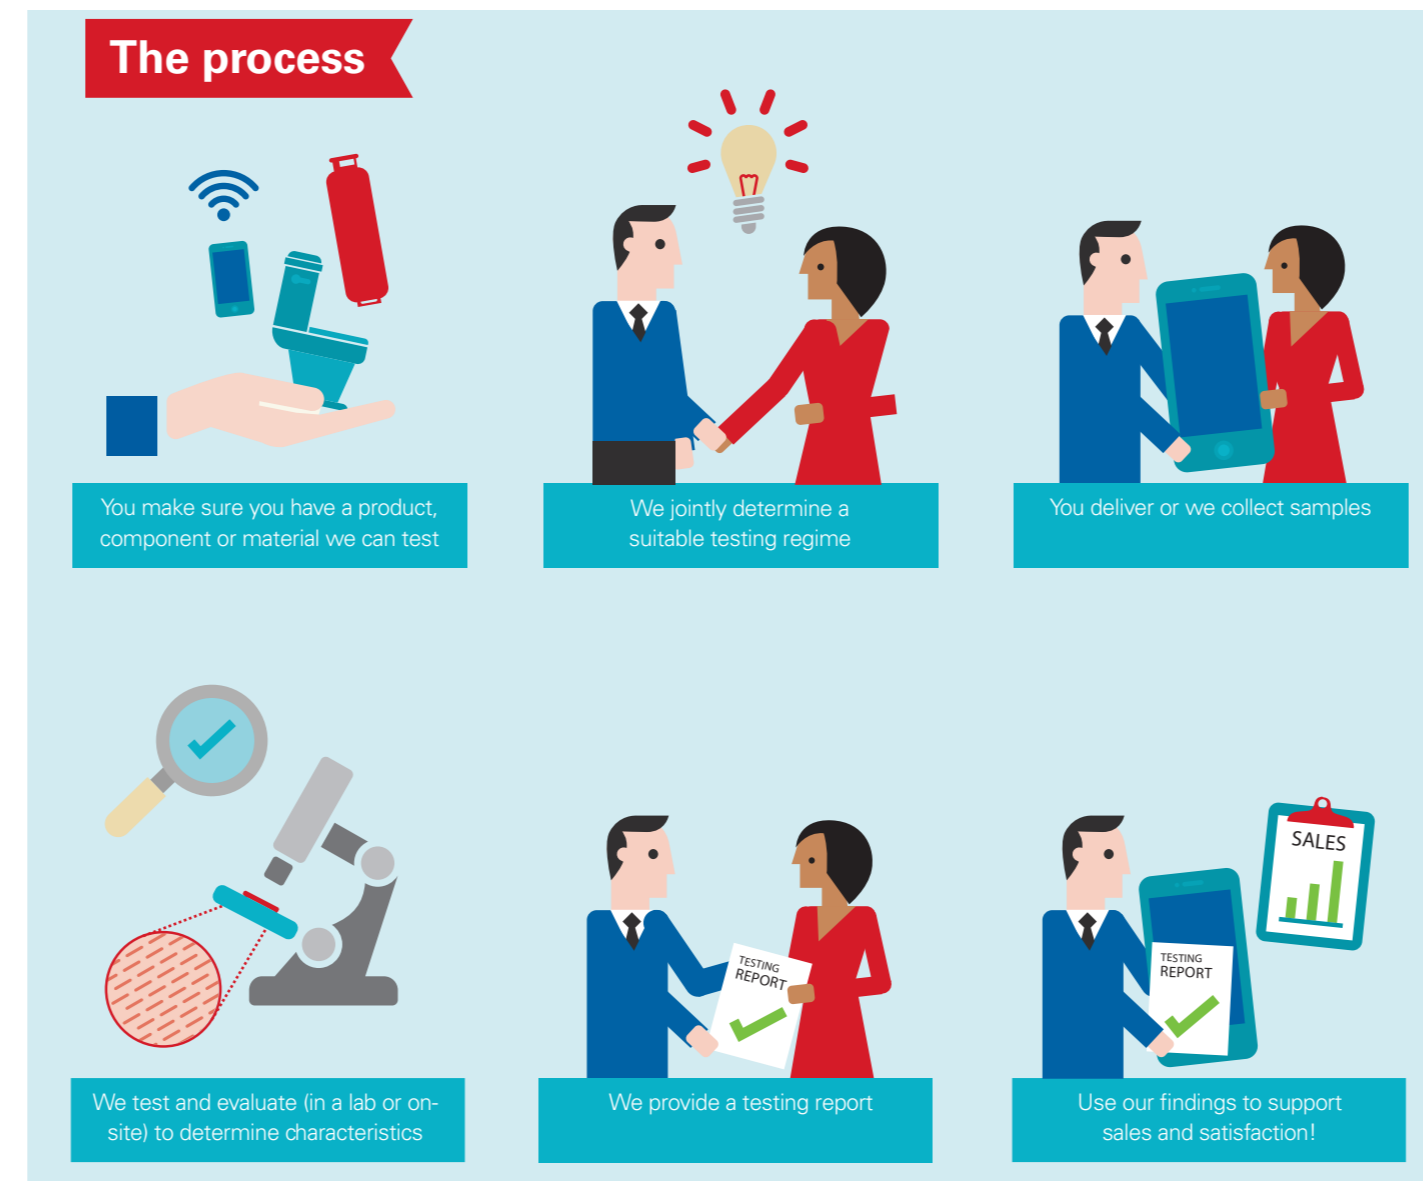 The process
You make sure you have a product,
component or material we can test
We jointly determine a
suitable testing regime
You deliver or we collect samples
We test and evaluate (in a lab or on-
site) to determine characteristics
TESTING
REPORT
We provide a testing report
SALES
TESTING
REPORT
Use our findings to support
sales and satisfaction!